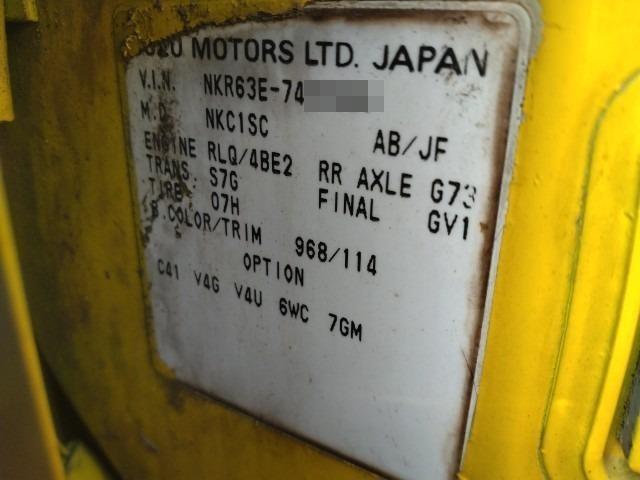 MOTORS LTD. JAPAN
V.I.N. NKR63E-74
M.D. NKC1SC AB/JF
ENGINE RLQ/4BE2 RR AXLE G73
TRANS. S7G FINAL GV1
TIRE. 07H
B.COLOR/TRIM 968/114
OPTION
C41 V4G V4U 6WC 7GM